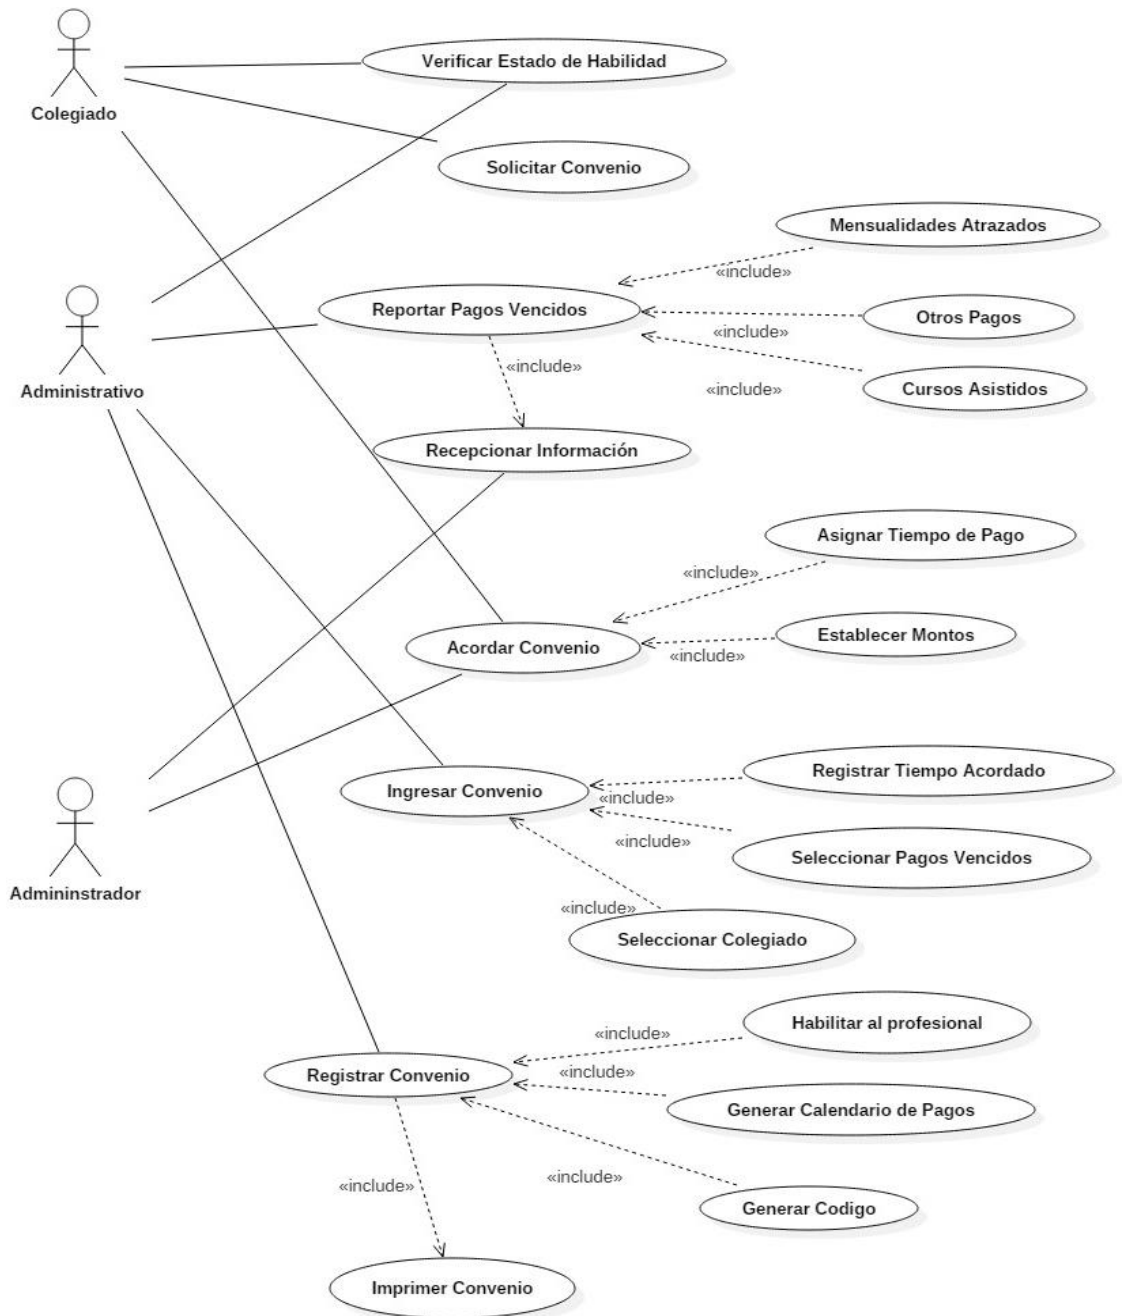 Verificar Estado de Habilidad
Colegiado
Solicitar Convenio
Mensualidades Atrazados
«include»
Reportar Pagos Vencidos
Otros Pagos
«include»
«include»
Administrativo
«include»
Cursos Asistidos
Recepcionar Información
Asignar Tiempo de Pago
«include»
Establecer Montos
Acordar Convenio
«include»
Registrar Tiempo Acordado
Ingresar Convenio
«include»
«include»
Seleccionar Pagos Vencidos
Admininstrador
«include»
Seleccionar Colegiado
Habilitar al profesional
«include»
Registrar Convenio
«include»
Generar Calendario de Pagos
«include»
«include»
Generar Codigo
Imprimer Convenio